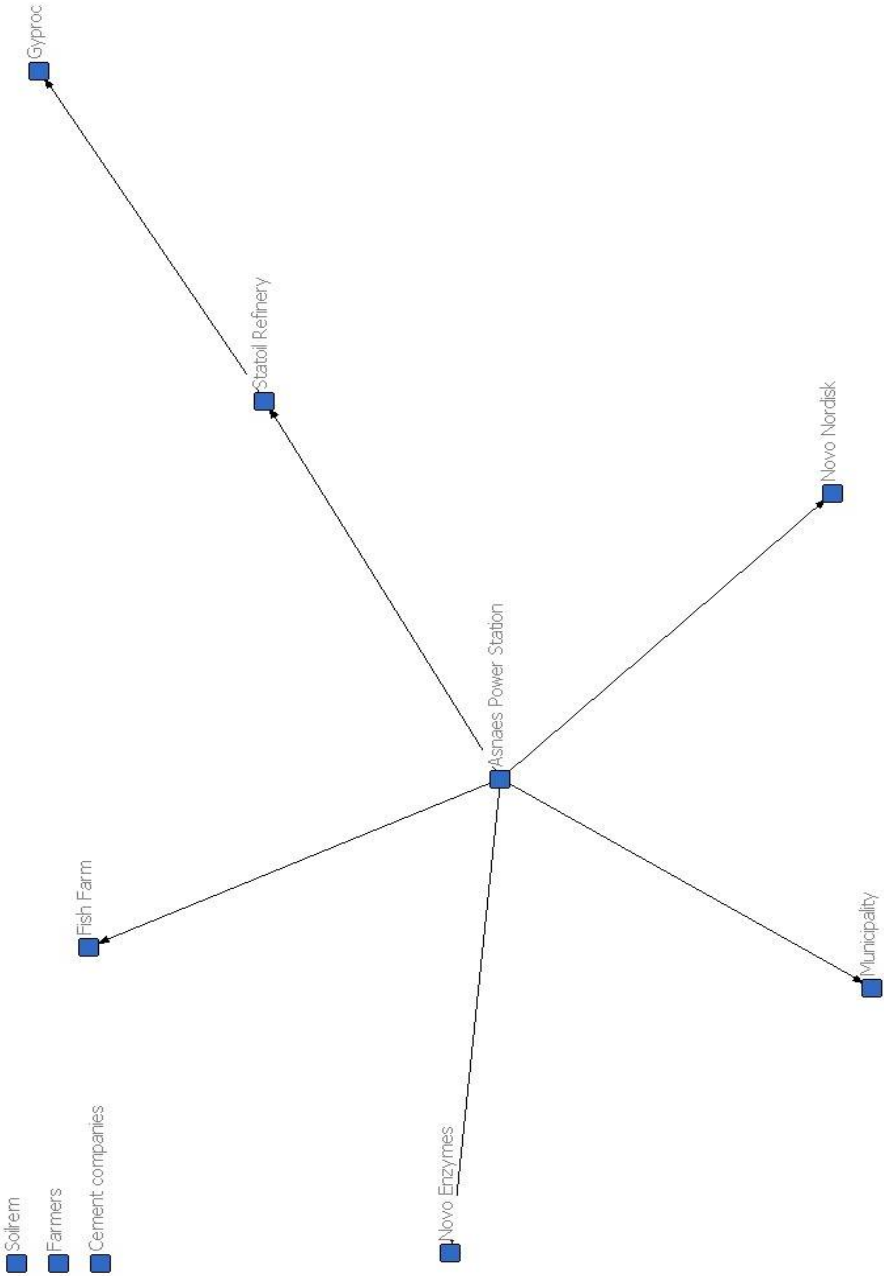 Soilrem
Farmers
Cement companies
Novo Enzymes
Fish Farm
Municipality
Asnaes Power Station
Statoil Refinery
Novo Nordisk
Gyproc